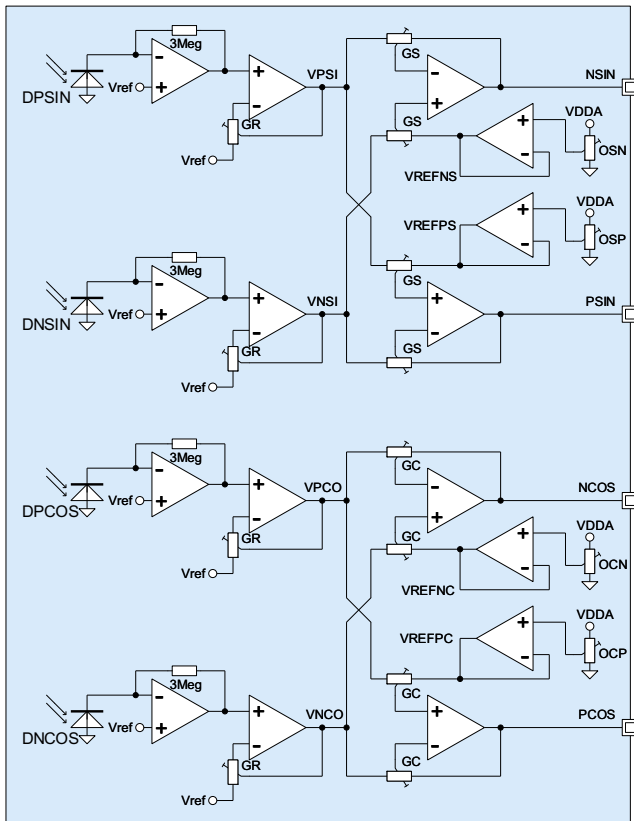 3Meg
GS
DPSIN
Vref
-
+
+
-
VPSI
-
+
NSIN
GR
Vref
GS
VREFNS
+
-
VDDA
OSN
VREFPS
+
-
VDDA
OSP
3Meg
GS
DNSIN
Vref
-
+
+
-
VNSI
+
-
PSIN
GR
Vref
GS
3Meg
GC
DPCOS
Vref
-
+
+
-
VPCO
-
+
NCOS
GR
Vref
GC
VREFNC
+
-
VDDA
OCN
VREFPC
+
-
VDDA
OCP
3Meg
GC
DNCOS
Vref
-
+
+
-
VNCO
+
-
PCOS
GR
Vref
GC